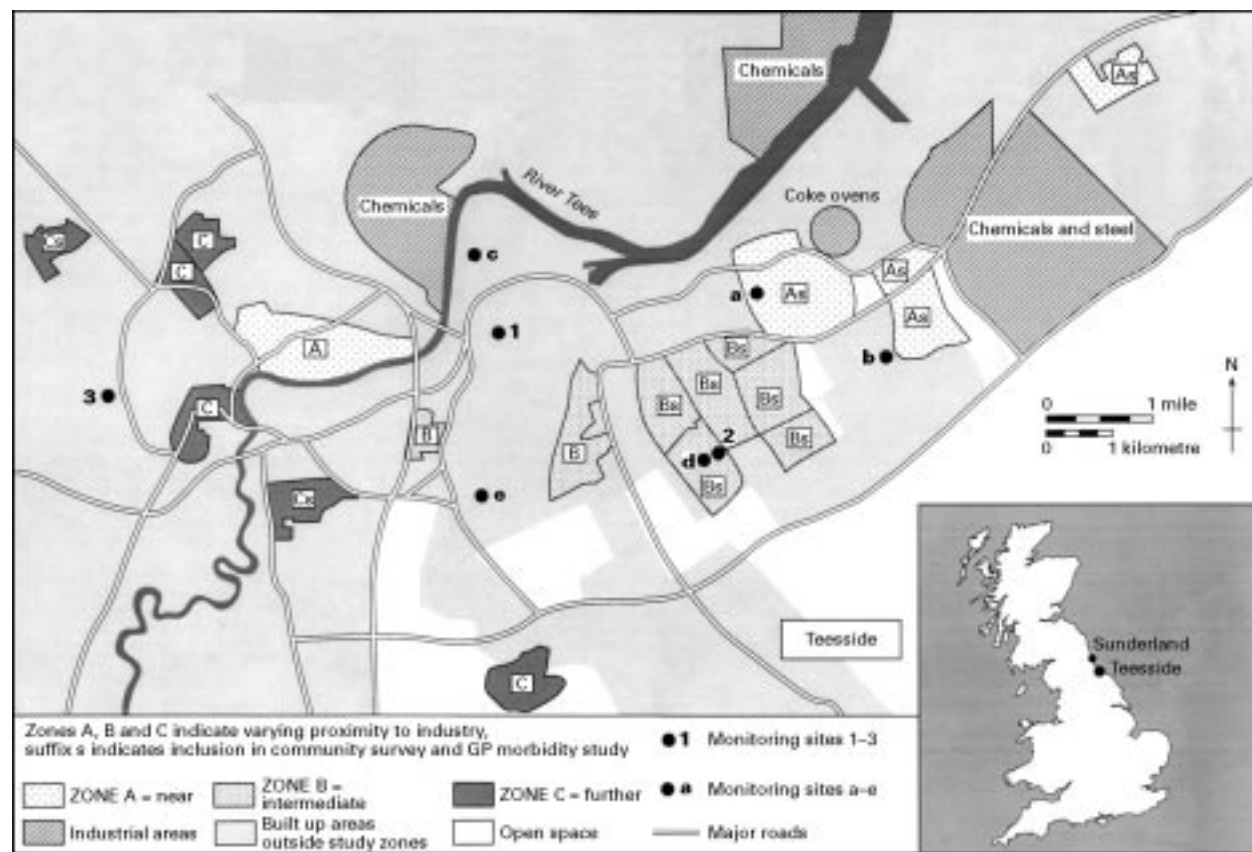 Chemicals
As
River Tees
Chemicals
Coke ovens
Chemicals and steel
Cs
C
C
c
As
a
As
As
1
A
b
N
Bs
3
Bs
Bs
Bs
0 1 mile
C
0 1 kilometre
B
B
2
Bs
d
Bs
Cs
e
Teesside
C
Sunderland
Teesside
Zones A, B and C indicate varying proximity to industry,
suffix s indicates inclusion in community survey and GP morbidity study
1 Monitoring sites 1–3
a Monitoring sites a–e
ZONE A = near
ZONE B =
intermediate
ZONE C = further
Industrial areas
Built up areas
outside study zones
Open space
Major roads